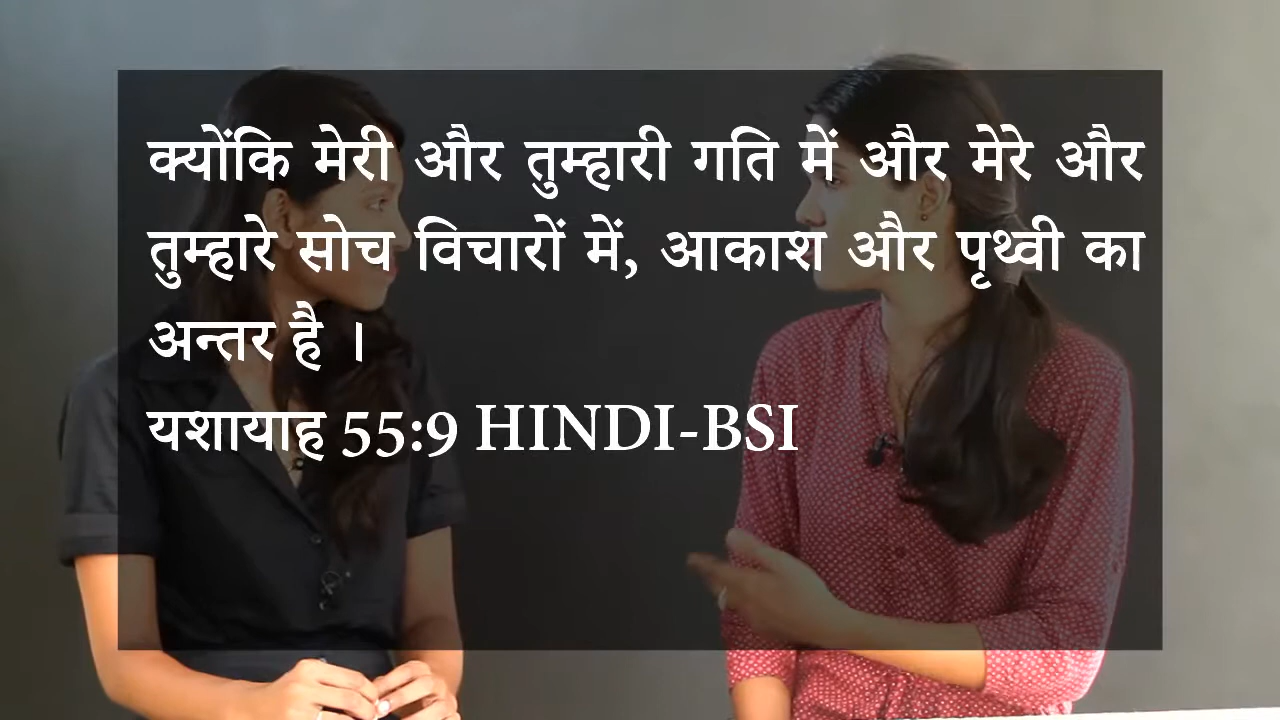 क्योंकि मेरी और तुम्हारी गति में और मेरे और
तुम्हारे सोच विचारों में, आकाश और पृथ्वी का
अन्तर है ।
यशायाह 55:9 HINDI-BSI